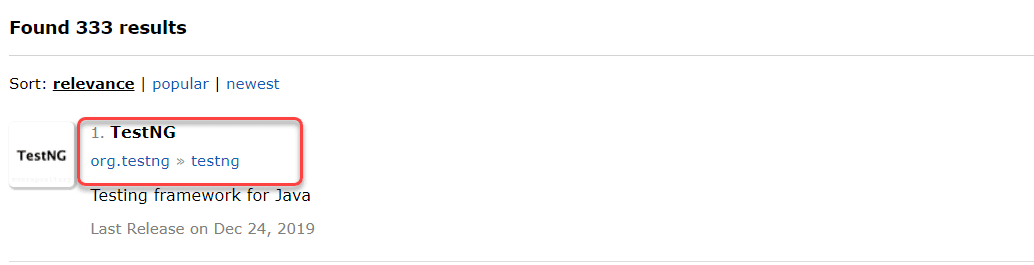 Found 333 results
Sort: relevance | popular | newest
TestNG
1. TestNG
org.testng » testng
Testing framework for Java
Last Release on Dec 24, 2019